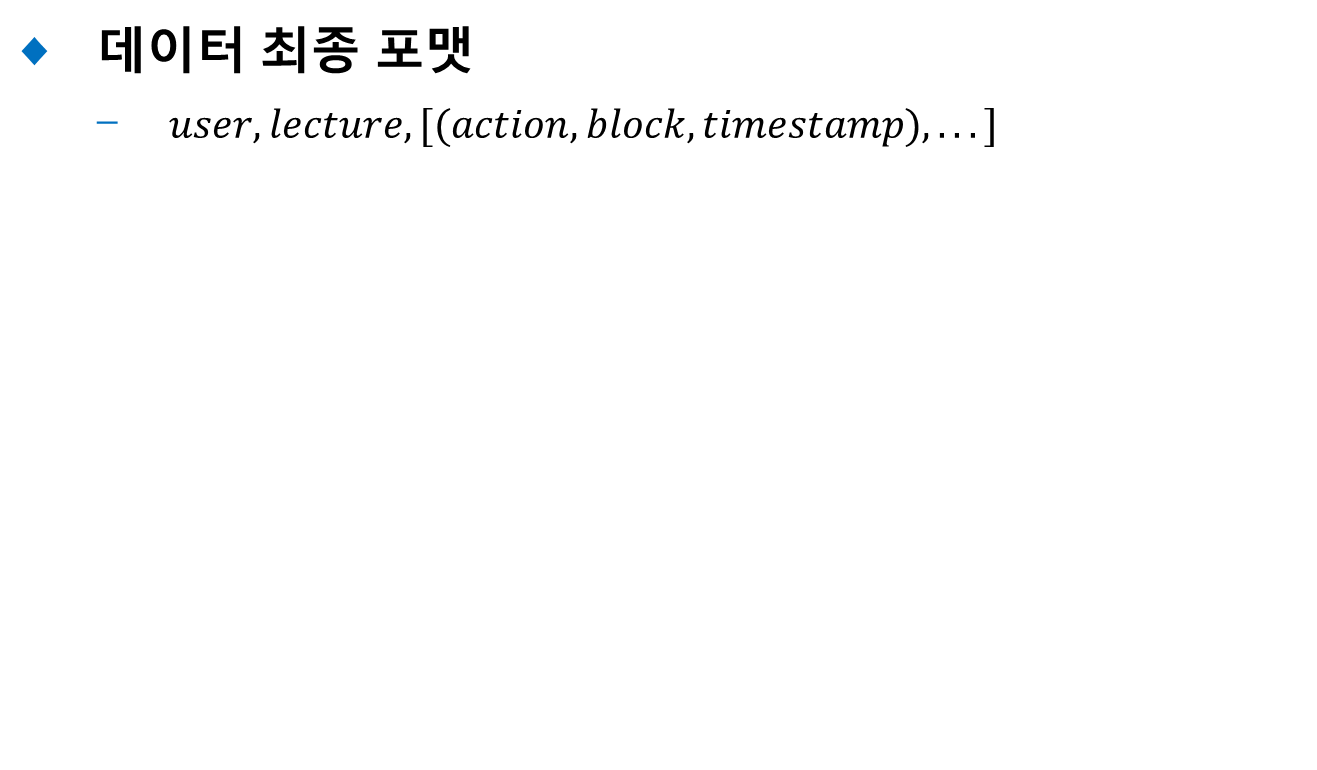 데이터 최종 포맷
user, lecture, [(action, block, timestamp), ...]